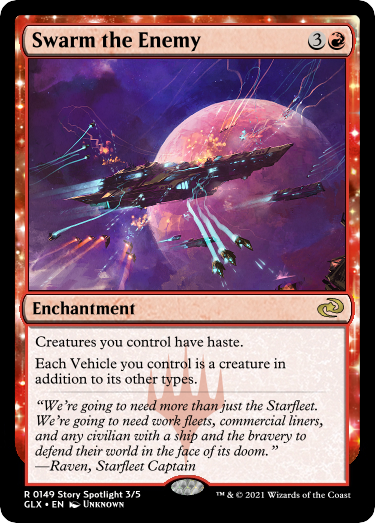 Swarm the Enemy 3
Enchantment
Creatures you control have haste.
Each Vehicle you control is a creature in
addition to its other types.
“We’re going to need more than just the Starfleet.
We’re going to need work fleets, commercial liners,
and any civilian with a ship and the bravery to
defend their world in the face of its doom.”
—Raven, Starfleet Captain
R 0149 Story Spotlight 3/5
GLX • EN Unknown
™ & © 2021 Wizards of the Coast